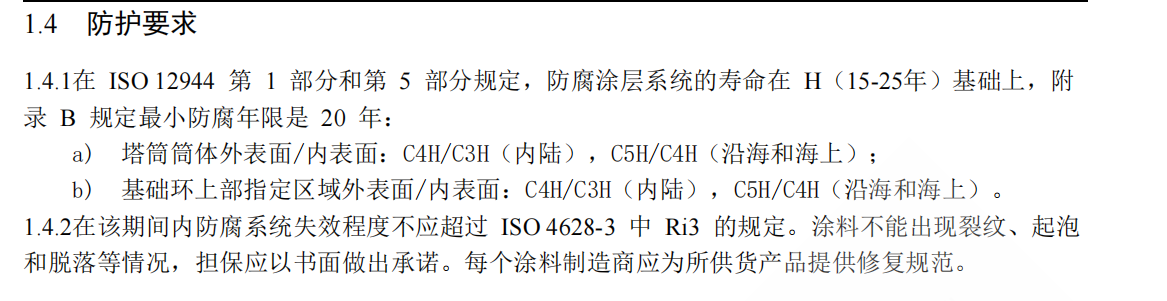 1.4 防护要求
1.4.1在 ISO 12944 第 1 部分和第 5 部分规定，防腐涂层系统的寿命在 H（15-25年）基础上，附
录 B 规定最小防腐年限是 20 年：
a) 塔筒筒体外表面/内表面：C4H/C3H（内陆），C5H/C4H（沿海和海上）；
b) 基础环上部指定区域外表面/内表面：C4H/C3H（内陆），C5H/C4H（沿海和海上）。
1.4.2在该期间内防腐系统失效程度不应超过 ISO 4628-3 中 Ri3 的规定。涂料不能出现裂纹、起泡
和脱落等情况，担保应以书面做出承诺。每个涂料制造商应为所供货产品提供修复规范。